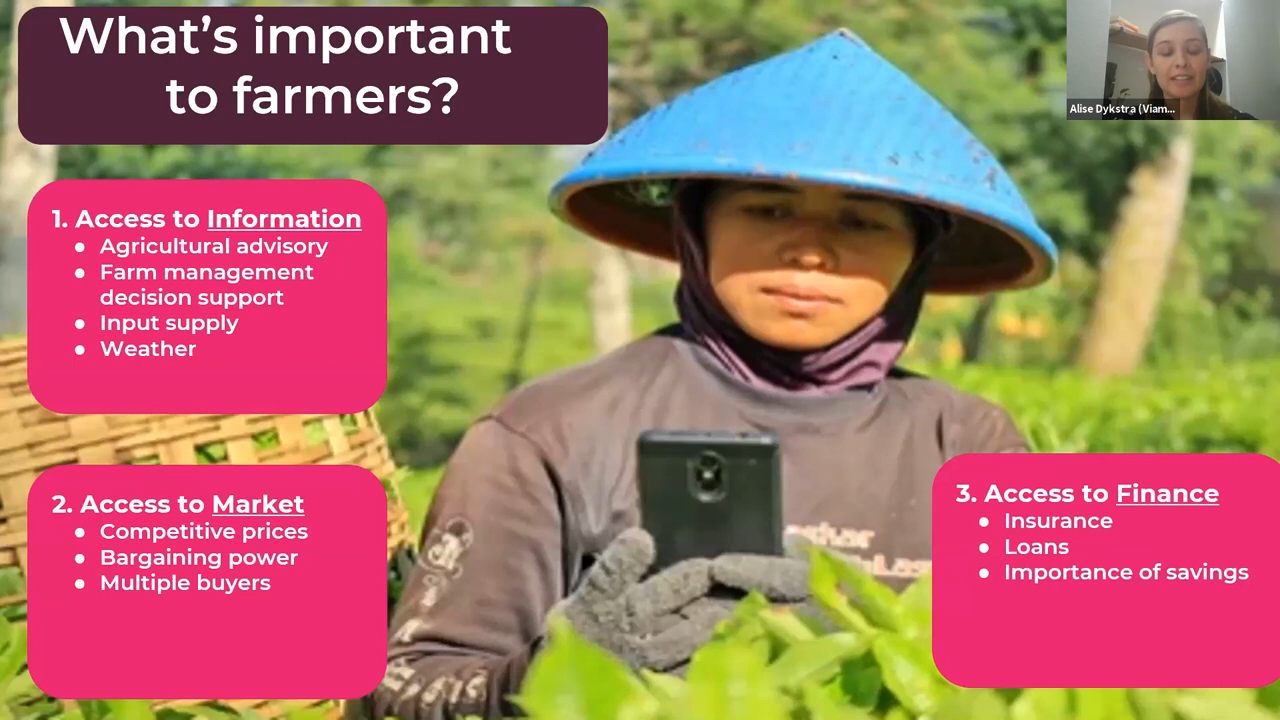 What's important
to farmers?
Alise Dykstra (Viam...
1. Access to Information
● Agricultural advisory
● Farm management
decision support
● Input supply
● Weather
2. Access to Market
● Competitive prices
● Bargaining power
● Multiple buyers
3. Access to Finance
● Insurance
● Loans
● Importance of savings